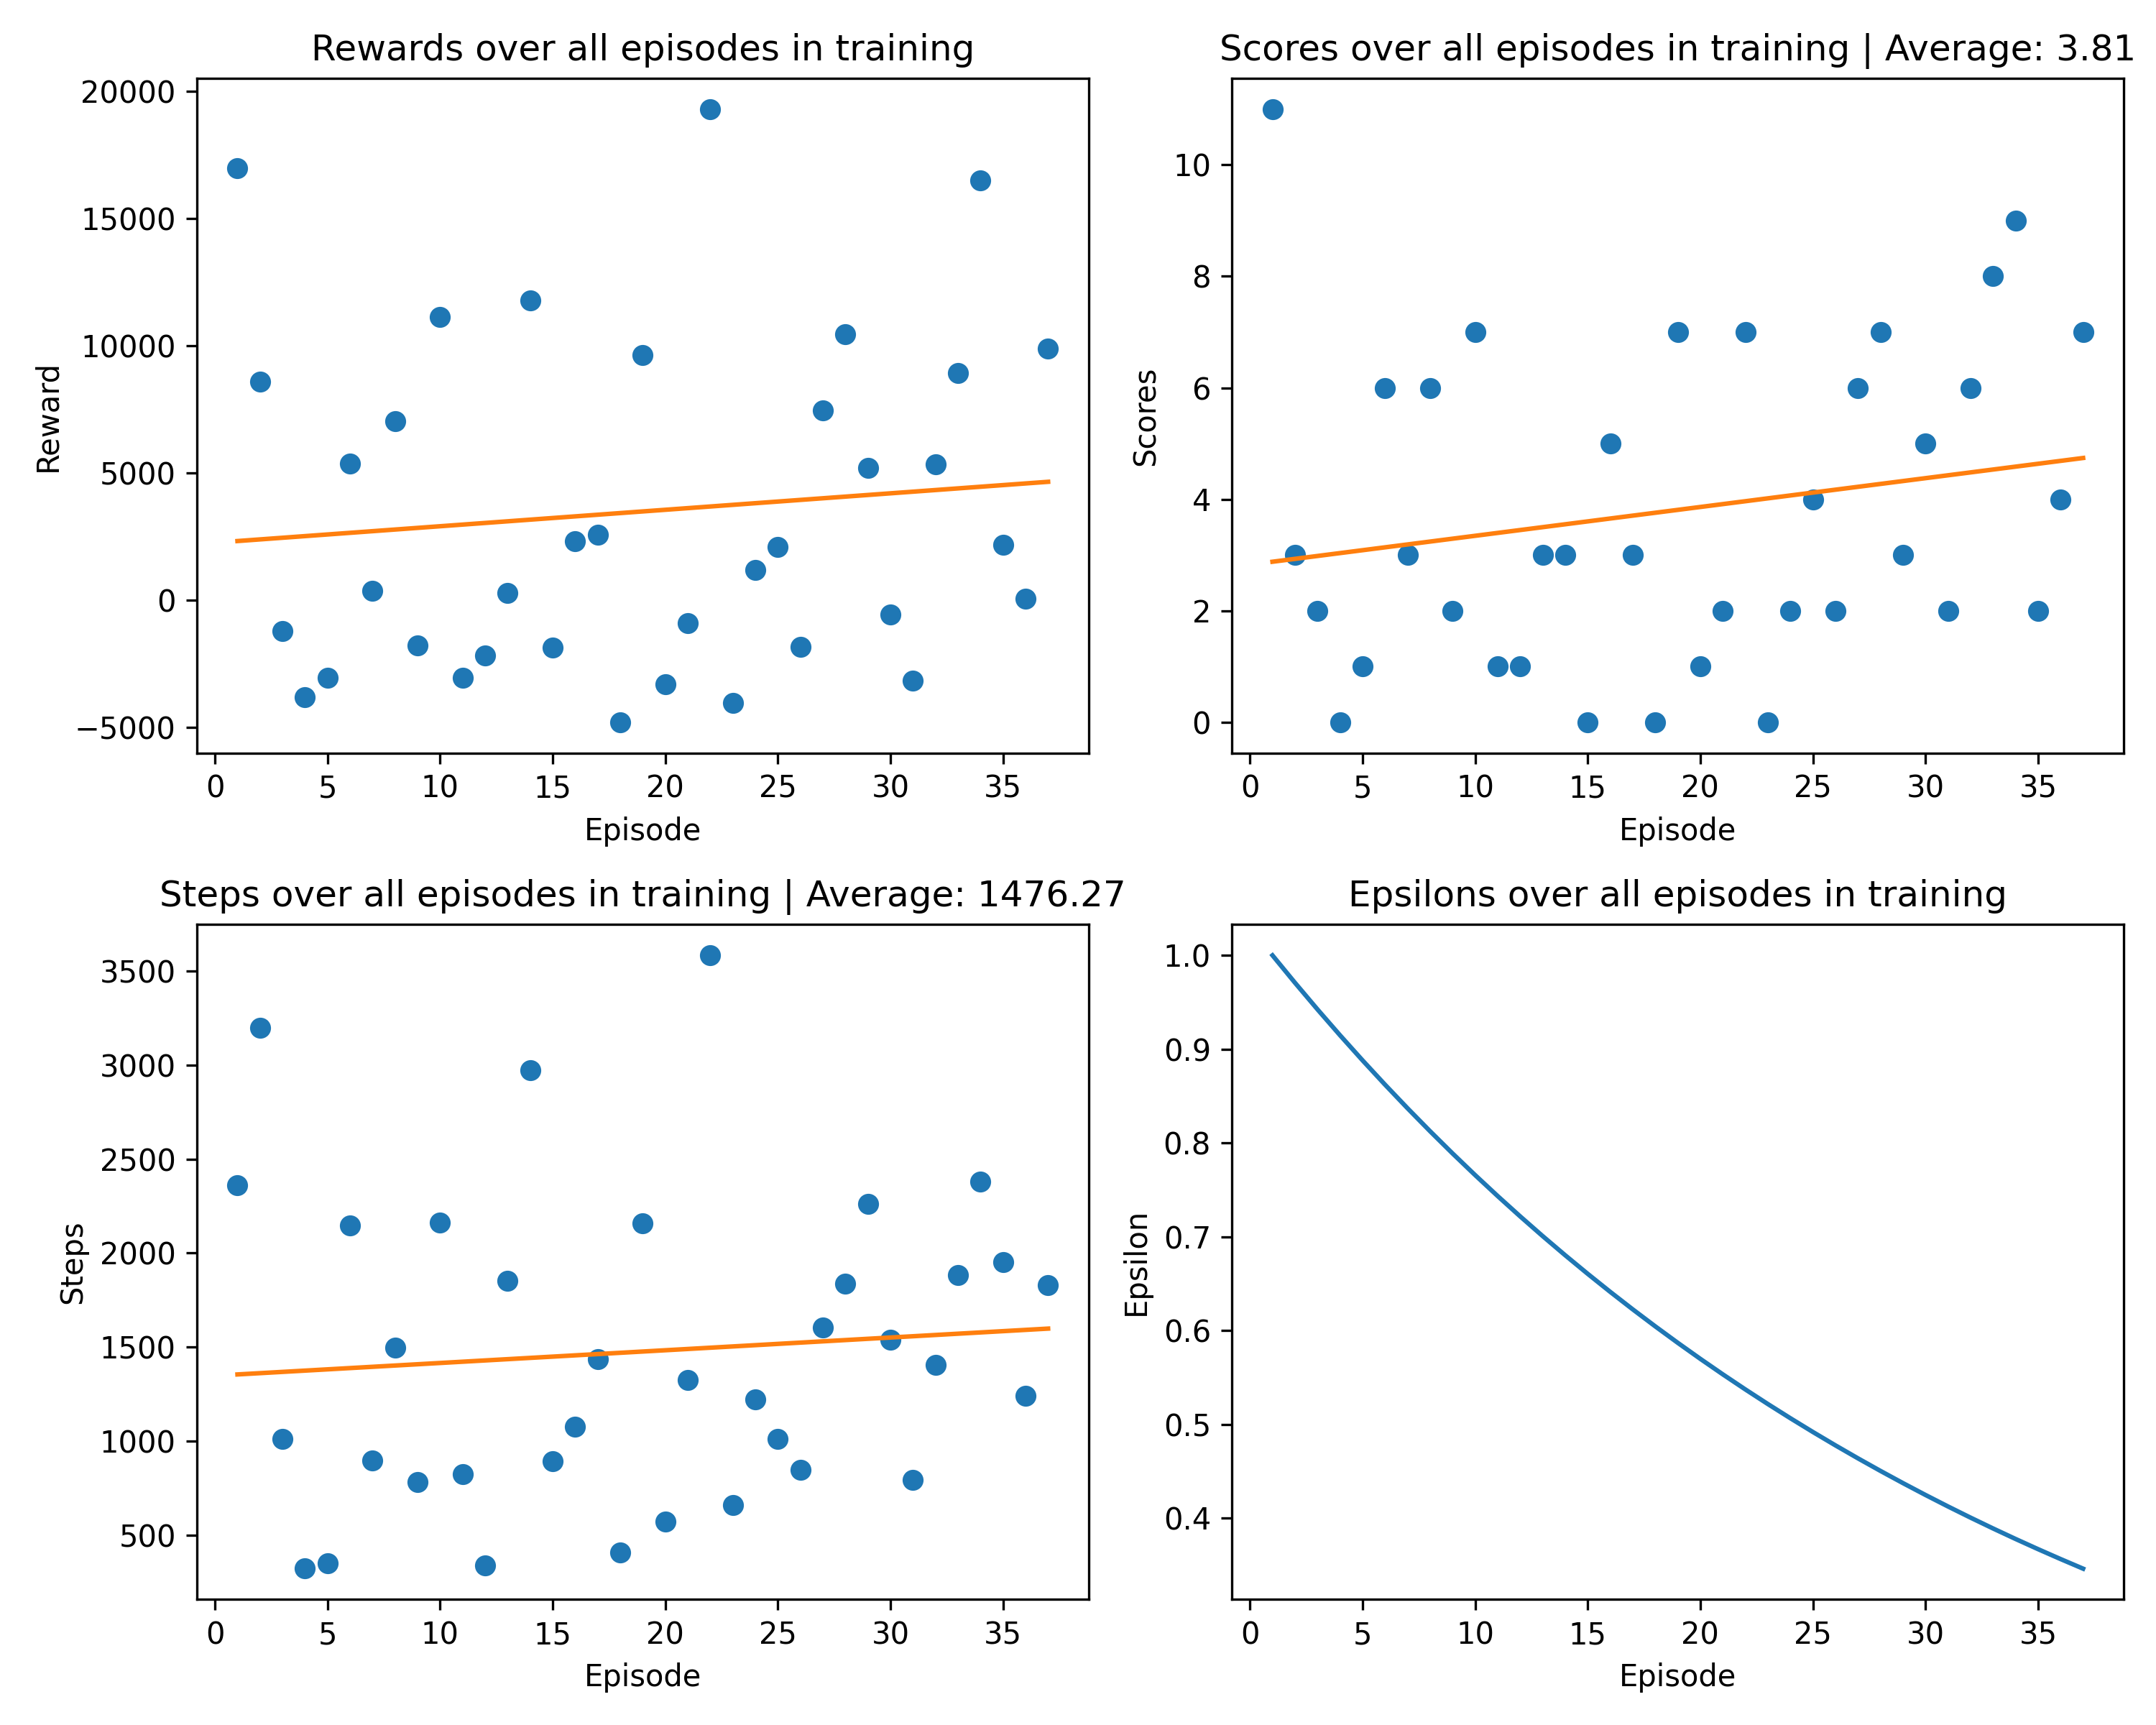 Rewards over all episodes in training
20000
15000
10000
5000
0
−5000
Reward
0 5 10 15 20 25 30 35
Episode
Scores over all episodes in training | Average: 3.81
10
8
6
4
2
0
Scores
0 5 10 15 20 25 30 35
Episode
Steps over all episodes in training | Average: 1476.27
3500
3000
2500
2000
1500
1000
500
Steps
0 5 10 15 20 25 30 35
Episode
Epsilons over all episodes in training
1.0
0.9
0.8
0.7
0.6
0.5
0.4
Epsilon
0 5 10 15 20 25 30 35
Episode